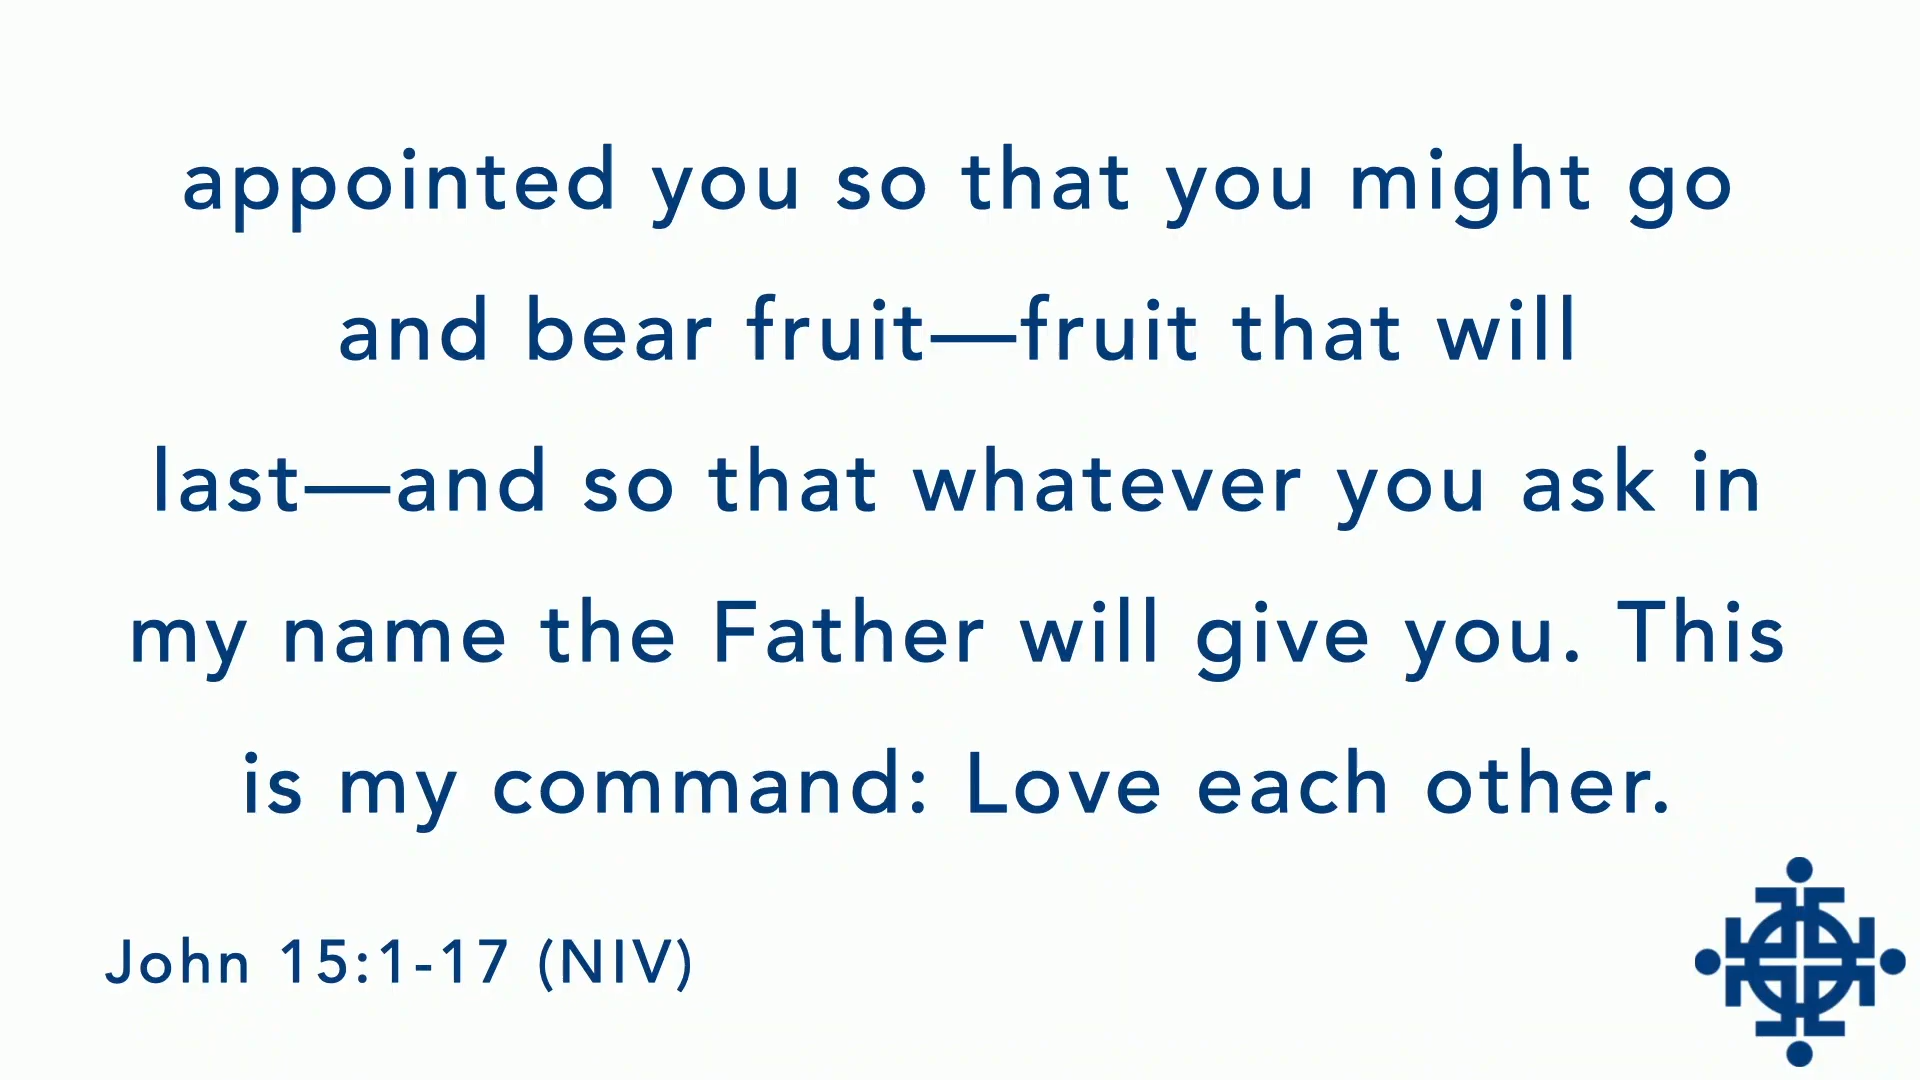 appointed you so that you might go
and bear fruit—fruit that will
last—and so that whatever you ask in
my name the Father will give you. This
is my command: Love each other.
John 15:1-17 (NIV)